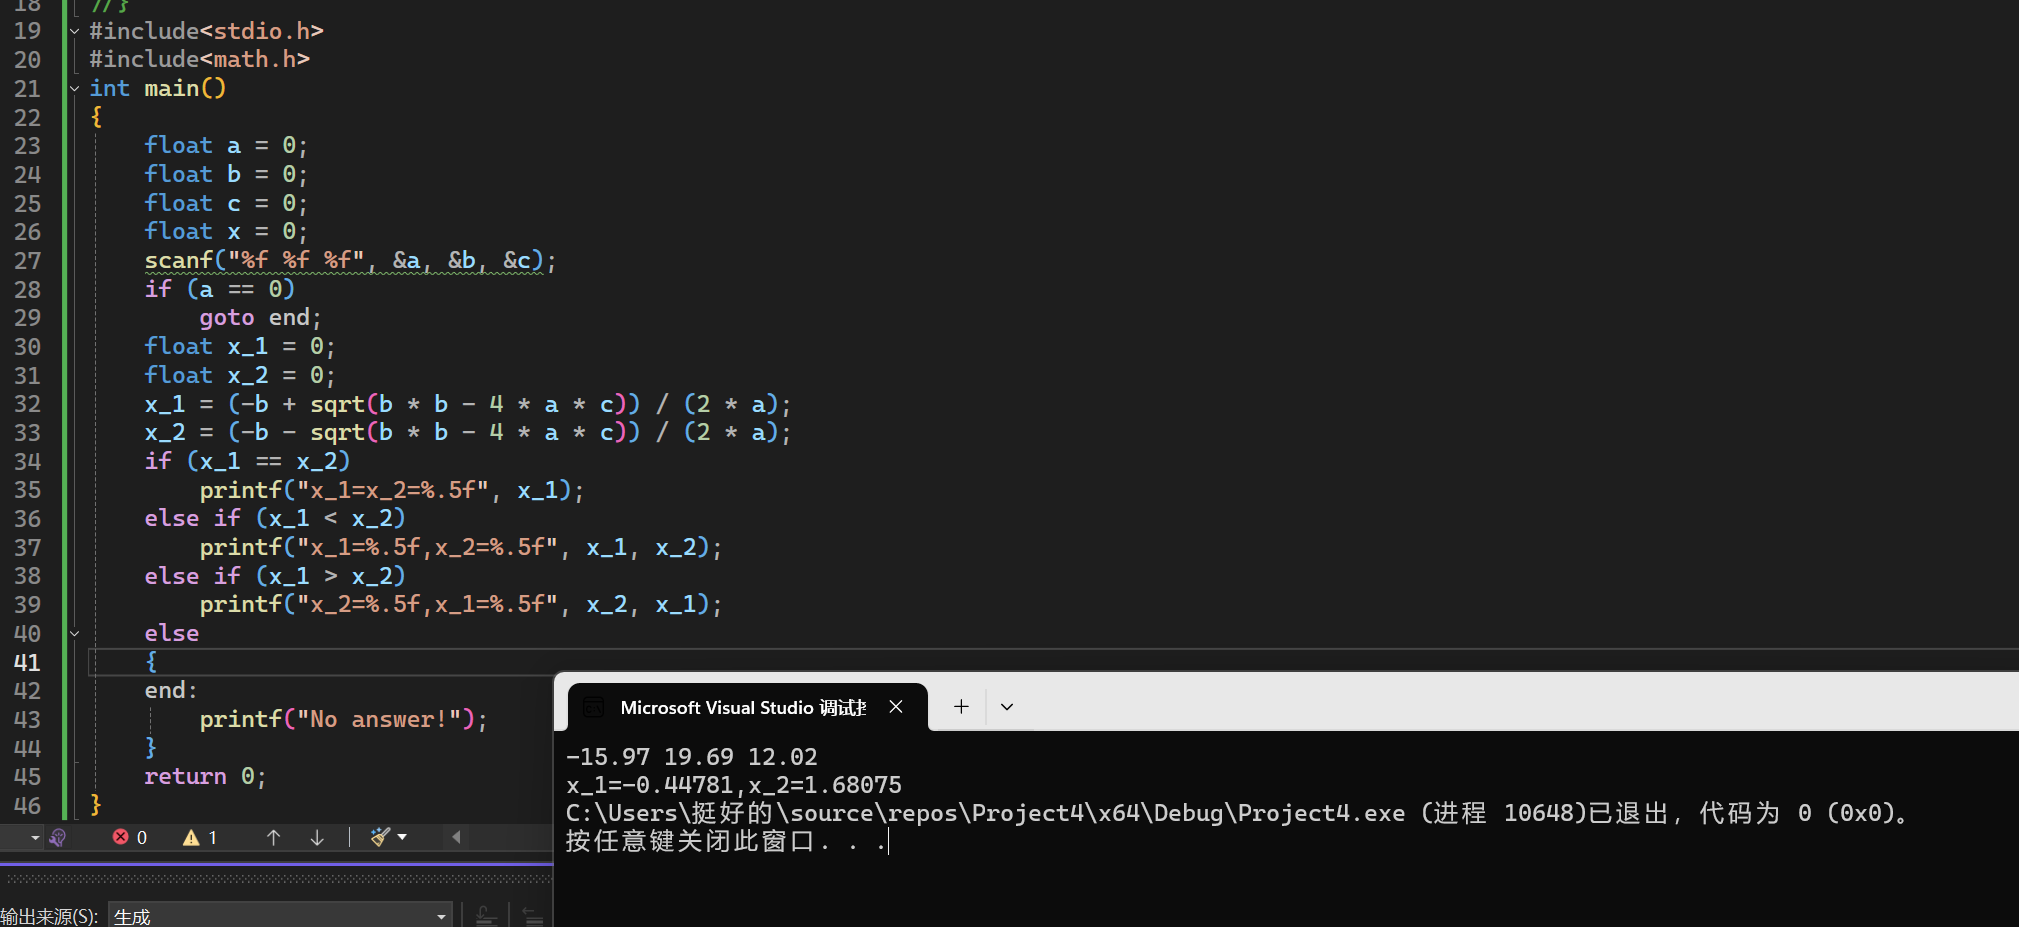 18 //}
19 #include<stdio.h>
20 #include<math.h>
21 int main()
22 {
23 float a = 0;
24 float b = 0;
25 float c = 0;
26 float x = 0;
27 scanf("%f %f %f", &a, &b, &c);
28 if (a == 0)
29 goto end;
30 float x_1 = 0;
31 float x_2 = 0;
32 x_1 = (-b + sqrt(b * b - 4 * a * c)) / (2 * a);
33 x_2 = (-b - sqrt(b * b - 4 * a * c)) / (2 * a);
34 if (x_1 == x_2)
35 printf("x_1=x_2=%.5f", x_1);
36 else if (x_1 < x_2)
37 printf("x_1=%.5f,x_2=%.5f", x_1, x_2);
38 else if (x_1 > x_2)
39 printf("x_2=%.5f,x_1=%.5f", x_2, x_1);
40 else
41 {
42 end:
43 printf("No answer!");
44 }
45 return 0;
46 }
0 1
输出来源(S): 生成
Microsoft Visual Studio 调试
-15.97 19.69 12.02
x_1=-0.44781,x_2=1.68075
C:\Users\挺好的\source\repos\Project4\x64\Debug\Project4.exe (进程 10648)已退出，代码为 0 (0x0)。
按任意键关闭此窗口. . .